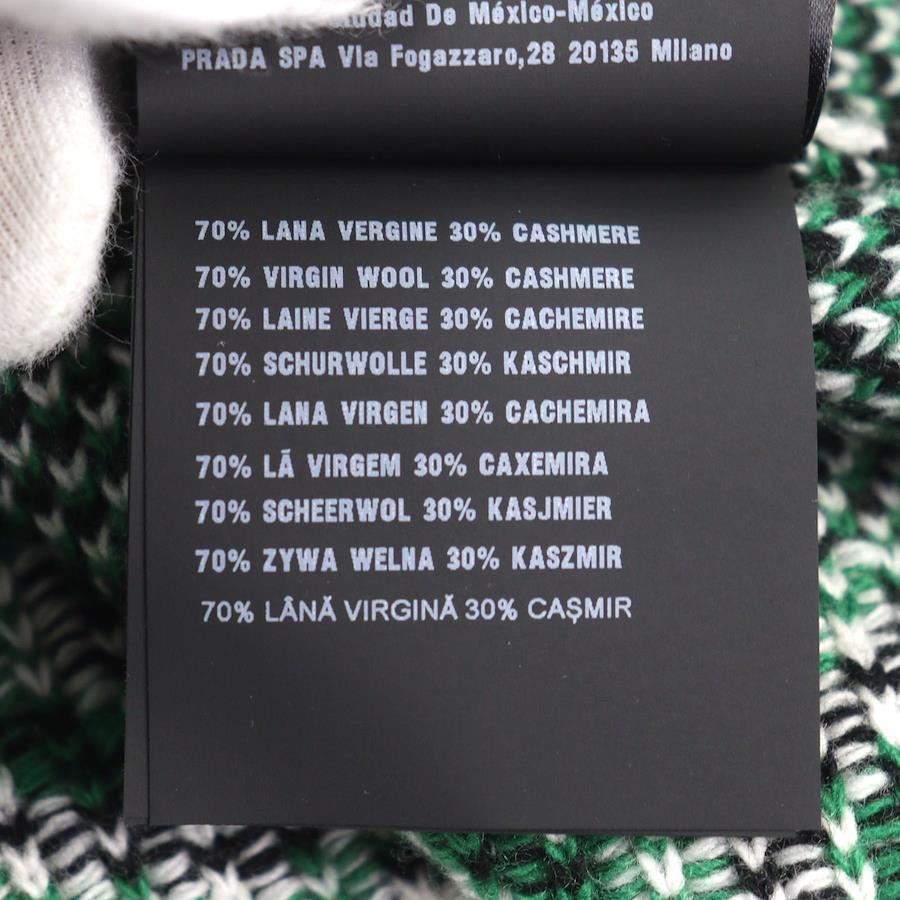 Ciudad De México-México
PRADA SPA Via Fogazzaro,28 20135 Milano
70% LANA VERGINE 30% CASHMERE
70% VIRGIN WOOL 30% CASHMERE
70% LAINE VIERGE 30% CACHEMIRE
70% SCHURWOLLE 30% KASCHMIR
70% LANA VIRGEN 30% CACHEMIRA
70% LÃ VIRGEM 30% CAXEMIRA
70% SCHEERWOL 30% KASJMIER
70% ZYWA WELNA 30% KASZMIR
70% LÂNĂ VIRGINĂ 30% CAȘMIR